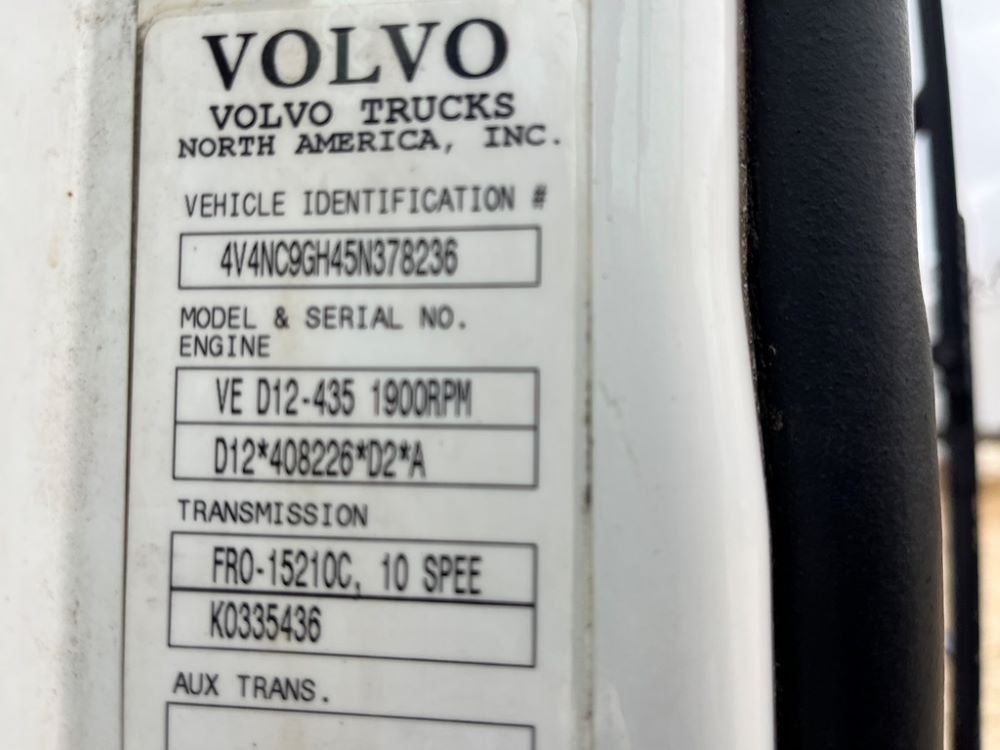 VOLVO
VOLVO TRUCKS
NORTH AMERICA, INC.
VEHICLE IDENTIFICATION #
4V4NC9GH45N378236
MODEL & SERIAL NO.
ENGINE
VE D12-435 1900RPM
D12*408226*D2*A
TRANSMISSION
FRO-15210C, 10 SPEE
K0335436
AUX TRANS.